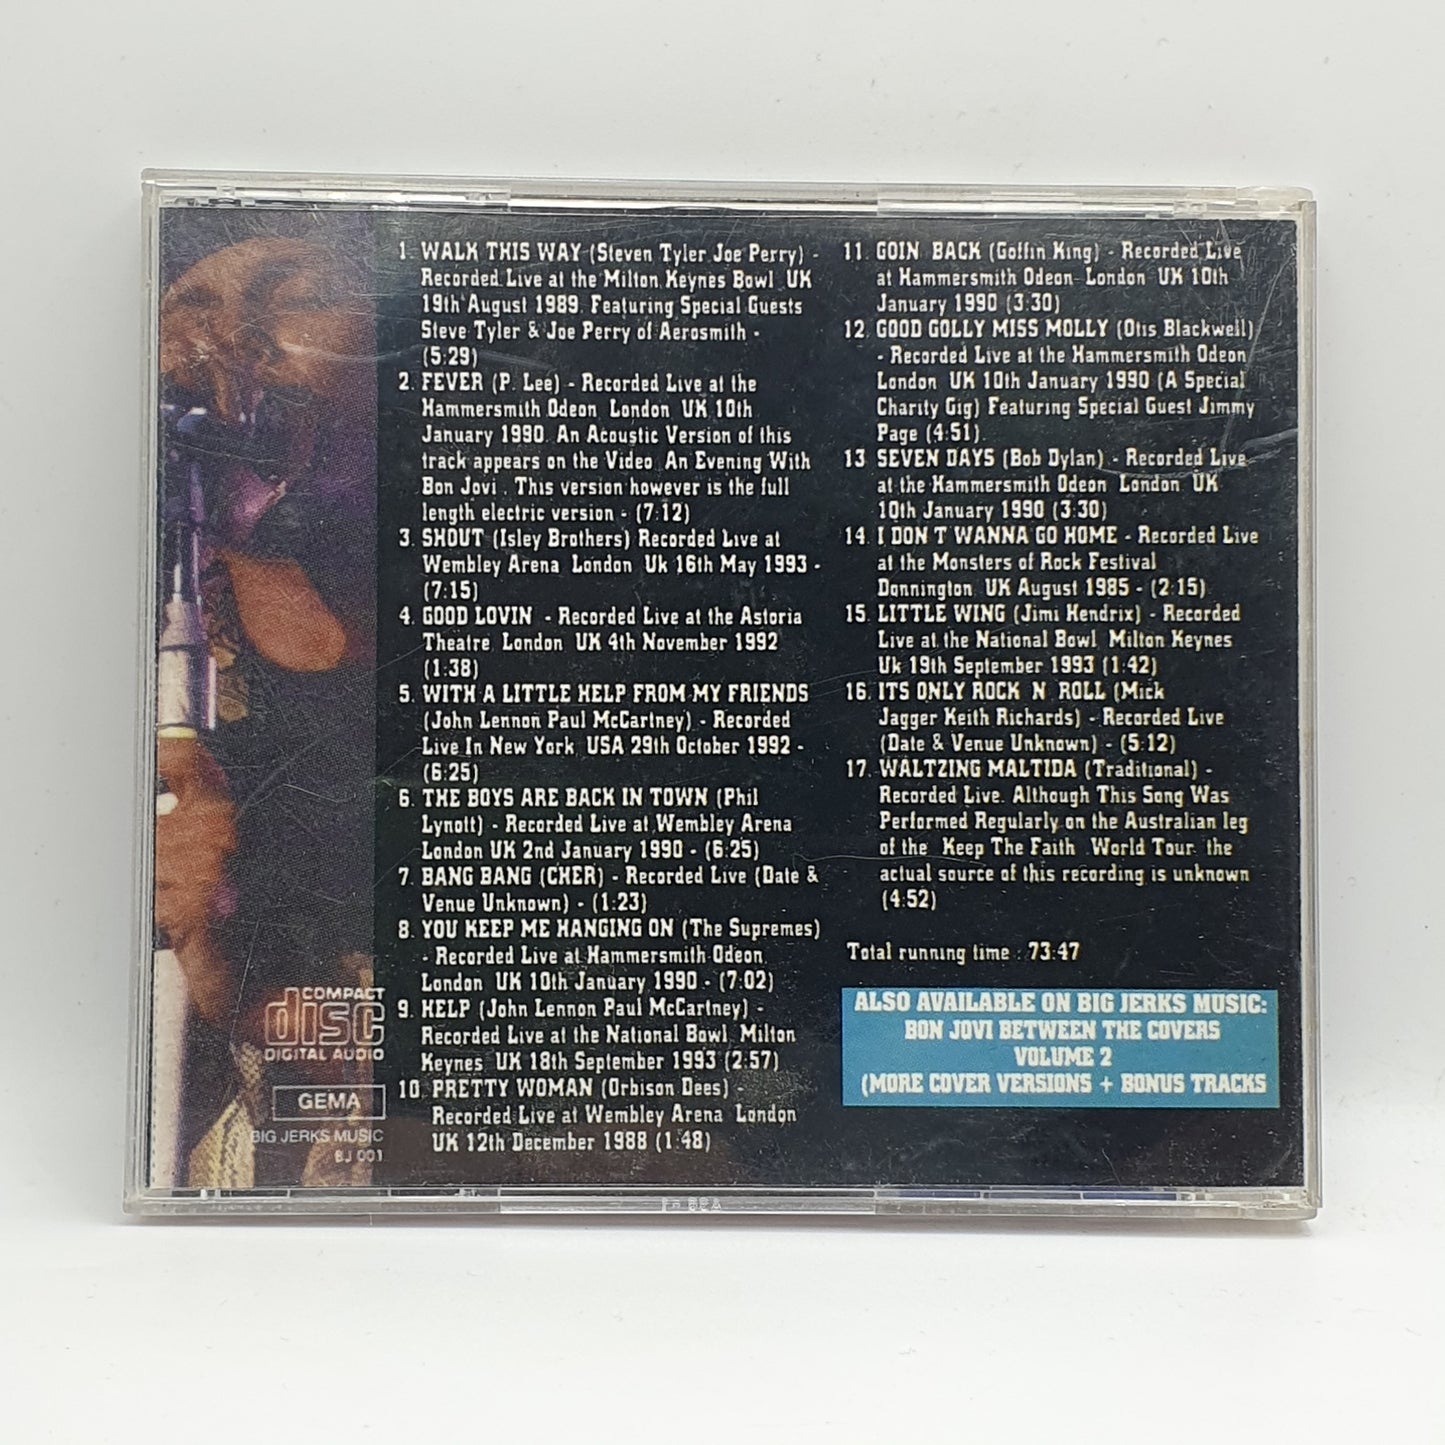 1. WALK THIS WAY (Steven Tyler Joe Perry) -
Recorded Live at the Milton Keynes Bowl UK
19th August 1989. Featuring Special Guests
Steve Tyler & Joe Perry of Aerosmith -
(5:29)
2. FEVER (P. Lee) - Recorded Live at the
Hammersmith Odeon London UK 10th
January 1990. An Acoustic Version of this
track appears on the Video An Evening With
Bon Jovi . This version however is the full
length electric version - (7:12)
3. SHOUT (Isley Brothers) Recorded Live at
Wembley Arena London Uk 16th May 1993 -
(7:15)
4. GOOD LOVIN - Recorded Live at the Astoria
Theatre London UK 4th November 1992
(1:38)
5. WITH A LITTLE HELP FROM MY FRIENDS
(John Lennon Paul McCartney) - Recorded
Live In New York USA 29th October 1992 -
(6:25)
6. THE BOYS ARE BACK IN TOWN (Phil
Lynott) - Recorded Live at Wembley Arena
London UK 2nd January 1990 - (6:25)
7. BANG BANG (CHER) - Recorded Live (Date &
Venue Unknown) - (1:23)
8. YOU KEEP ME HANGING ON (The Supremes)
- Recorded Live at Hammersmith Odeon
London UK 10th January 1990 - (7:02)
9. HELP (John Lennon Paul McCartney) -
Recorded Live at the National Bowl Milton
Keynes UK 18th September 1993 (2:57)
10. PRETTY WOMAN (Orbison Dees) -
Recorded Live at Wembley Arena London
UK 12th December 1988 (1:48)
11. GOIN BACK (Goffin King) - Recorded Live
at Hammersmith Odeon London UK 10th
January 1990 (3:30)
12. GOOD GOLLY MISS MOLLY (Otis Blackwell)
- Recorded Live at the Hammersmith Odeon
London UK 10th January 1990 (A Special
Charity Gig) Featuring Special Guest Jimmy
Page (4:51)
13 SEVEN DAYS (Bob Dylan) - Recorded Live
at the Hammersmith Odeon London UK
10th January 1990 (3:30)
14. I DON T WANNA GO HOME - Recorded Live
at the Monsters of Rock Festival
Donnington UK August 1985 - (2:15)
15. LITTLE WING (Jimi Hendrix) - Recorded
Live at the National Bowl Milton Keynes
Uk 19th September 1993 (1:42)
16. ITS ONLY ROCK N ROLL (Mick
Jagger Keith Richards) - Recorded Live
(Date & Venue Unknown) - (5:12)
17. WALTZING MALTIDA (Traditional) -
Recorded Live. Although This Song Was
Performed Regularly on the Australian leg
of the Keep The Faith World Tour the
actual source of this recording is unknown
(4:52)
Total running time : 73:47
ALSO AVAILABLE ON BIG JERKS MUSIC:
BON JOVI BETWEEN THE COVERS
VOLUME 2
(MORE COVER VERSIONS + BONUS TRACKS
COMPACT
disc
DIGITAL AUDIO
GEMA
BIG JERKS MUSIC
BJ 001